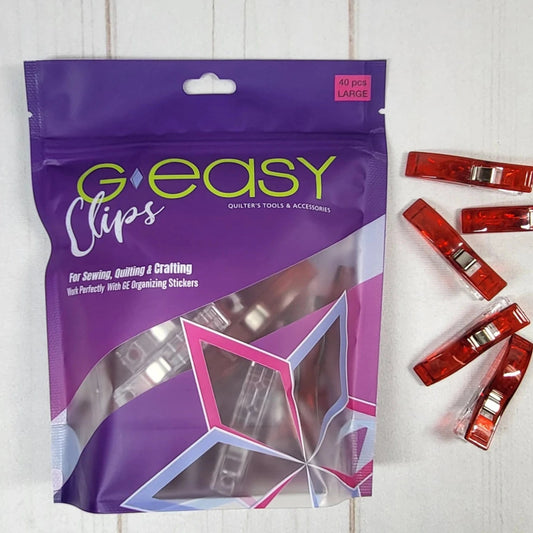 40 pcs
LARGE
G♦easy
QUILTER'S TOOLS & ACCESSORIES
Clips
For Sewing, Quilting & Crafting
Work Perfectly With GE Organizing Stickers